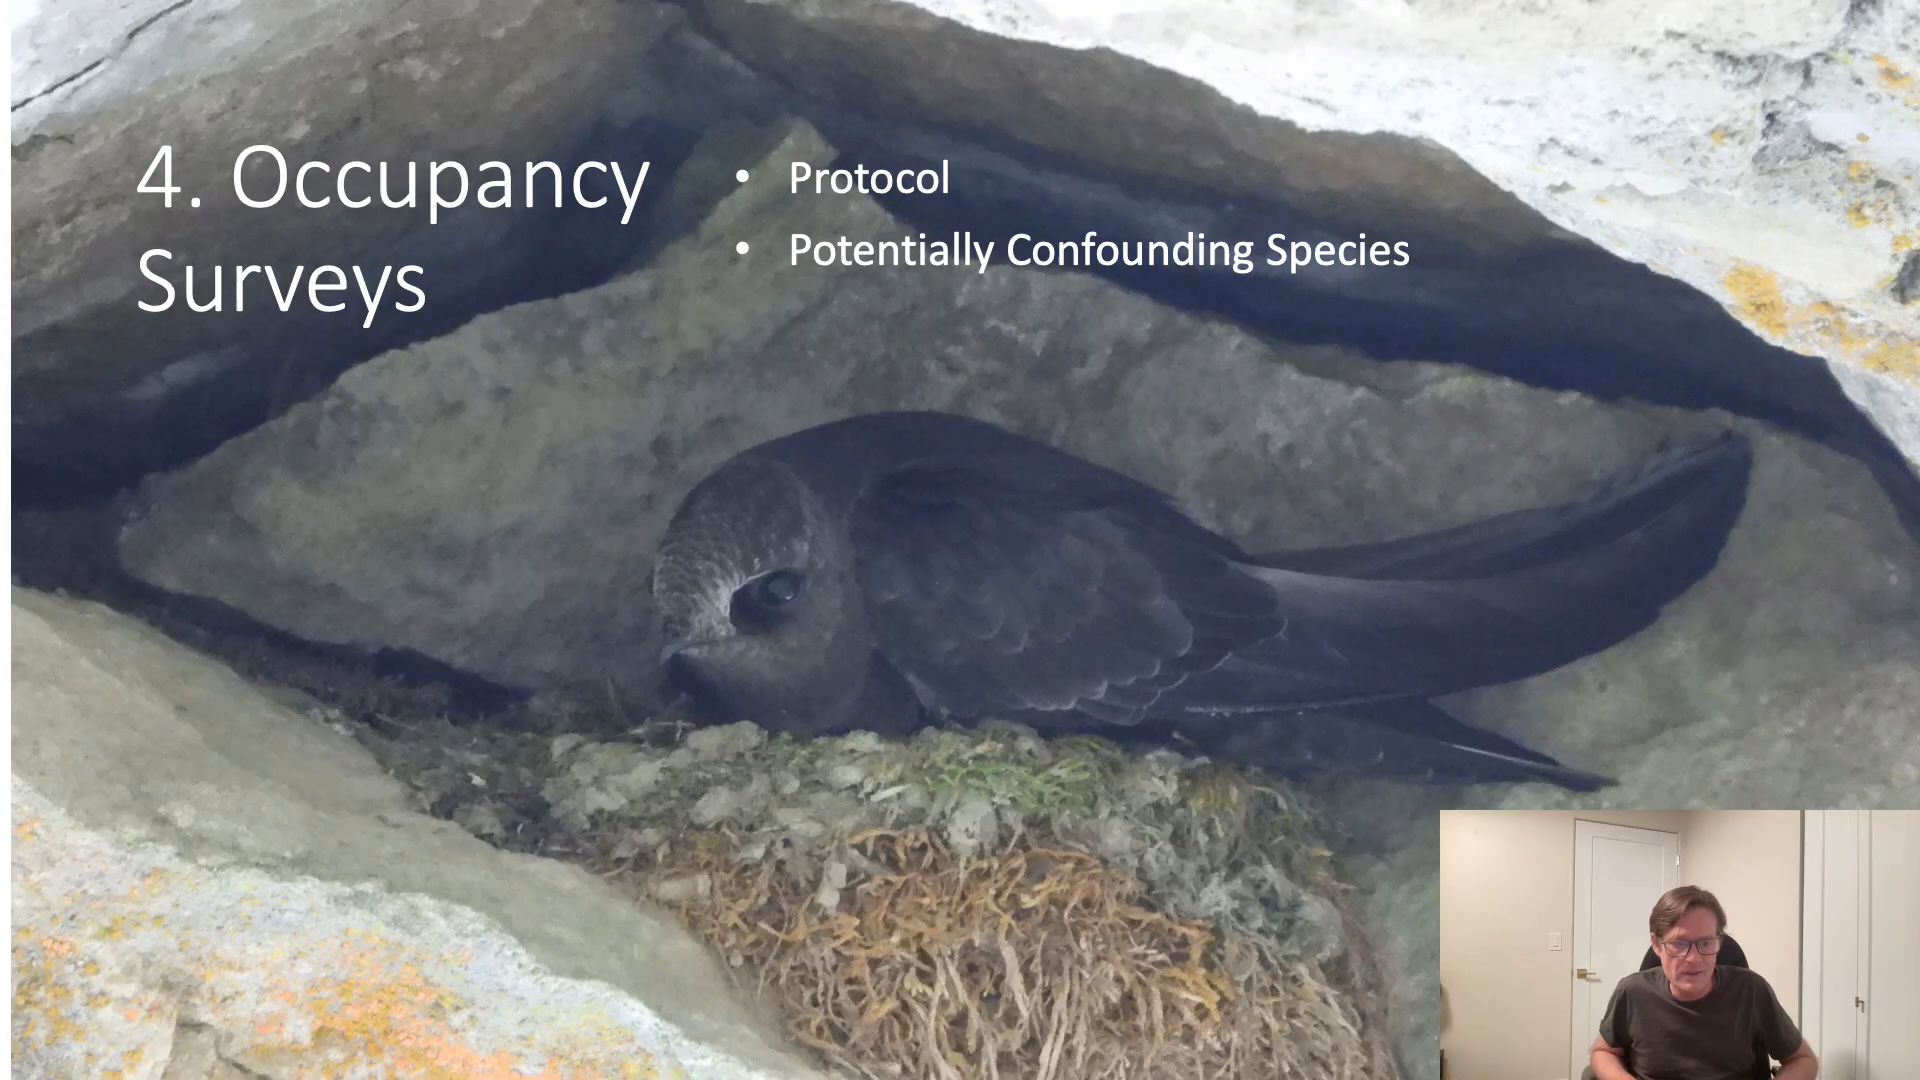 4. Occupancy
Surveys
• Protocol
• Potentially Confounding Species